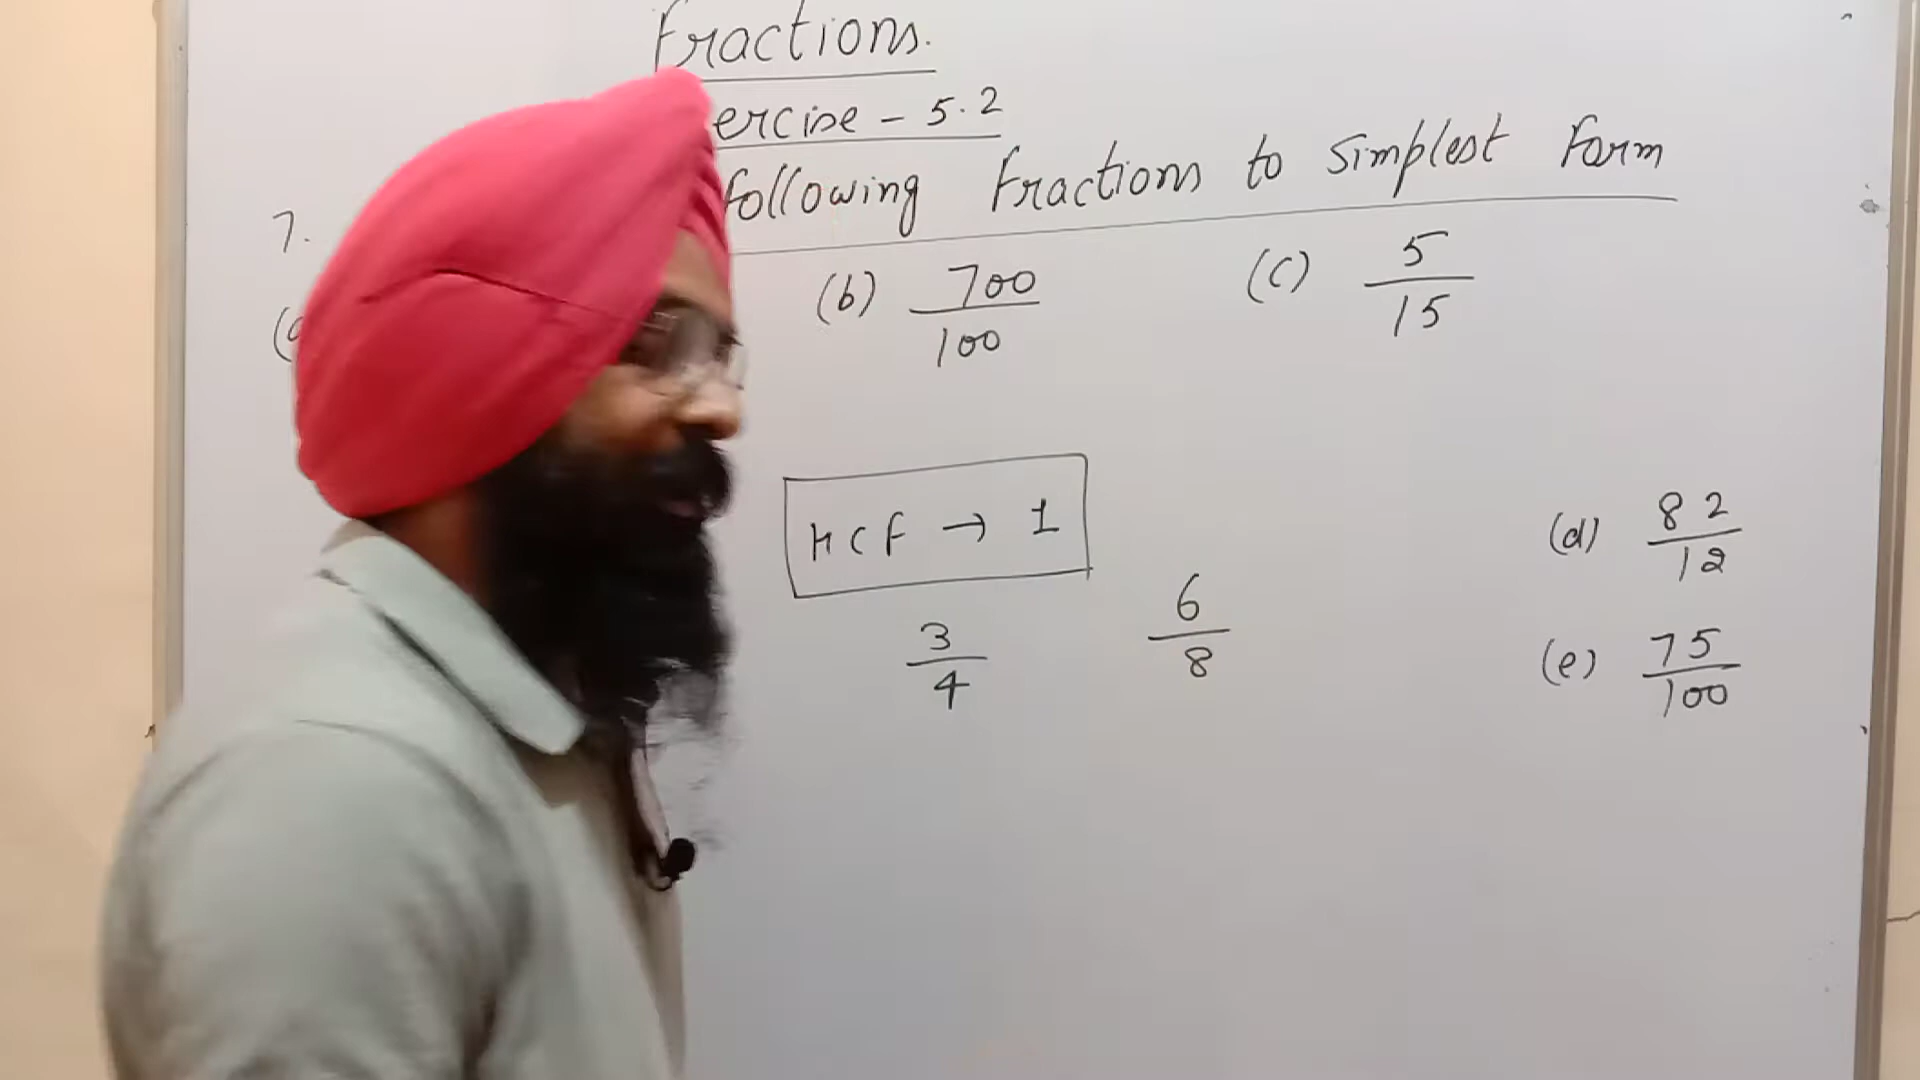 Fractions.
ercise - 5.2
7. following Fractions to Simplest Form
(b) 700/100 (c) 5/15
HCF → 1
3/4 6/8
(d) 82/12
(e) 75/100